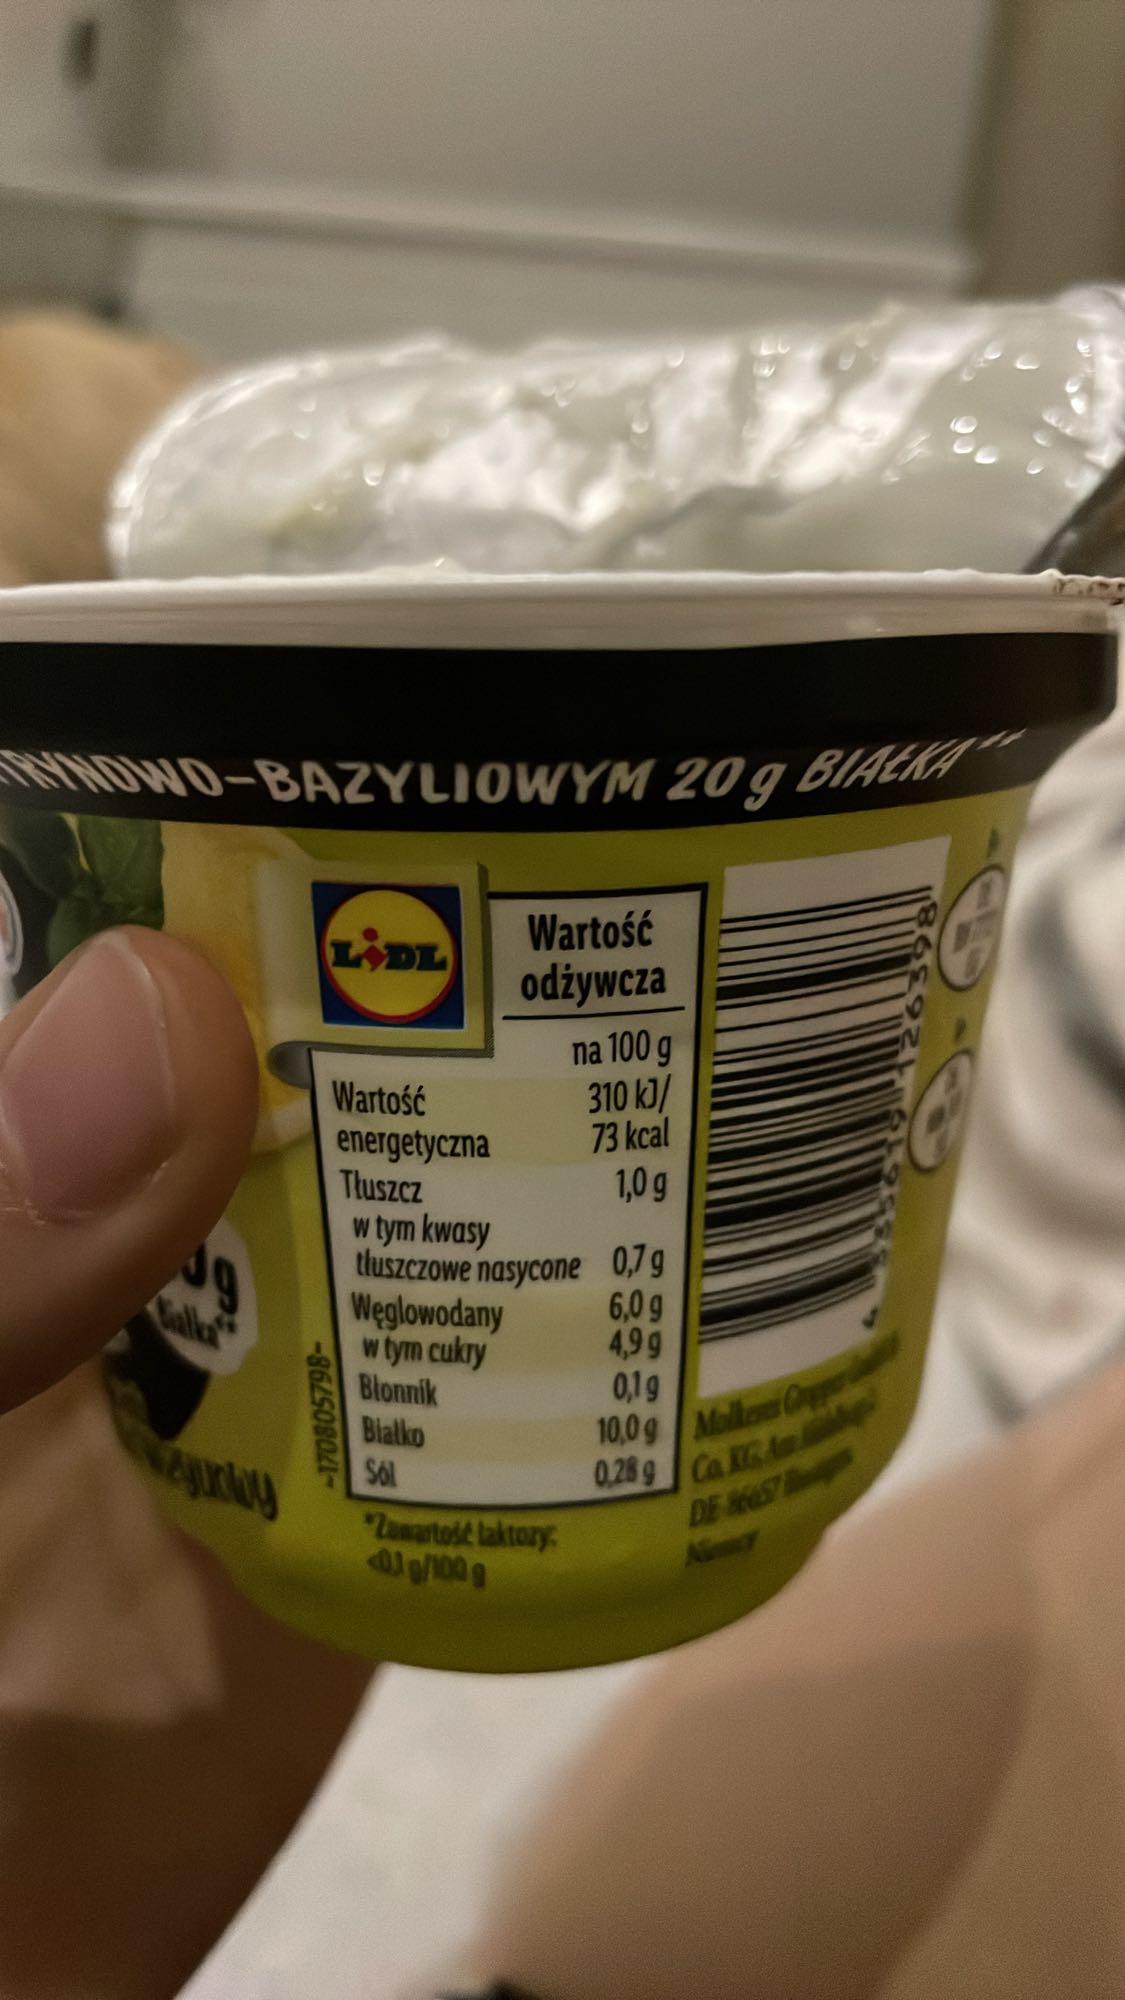 -BAZYLIOWYM 20 g BIAŁKA**
LIDL
Wartość
odżywcza
na 100 g
Wartość 310 kJ/
energetyczna 73 kcal
Tłuszcz 1,0 g
w tym kwasy
tłuszczowe nasycone 0,7 g
Węglowodany 6,0 g
w tym cukry 4,9 g
Błonnik 0,1 g
Białko 10,0 g
Sól 0,28 g
*Zawartość laktozy:
<0,1 g/100 g
-170805798-
Białka**
Niemcy